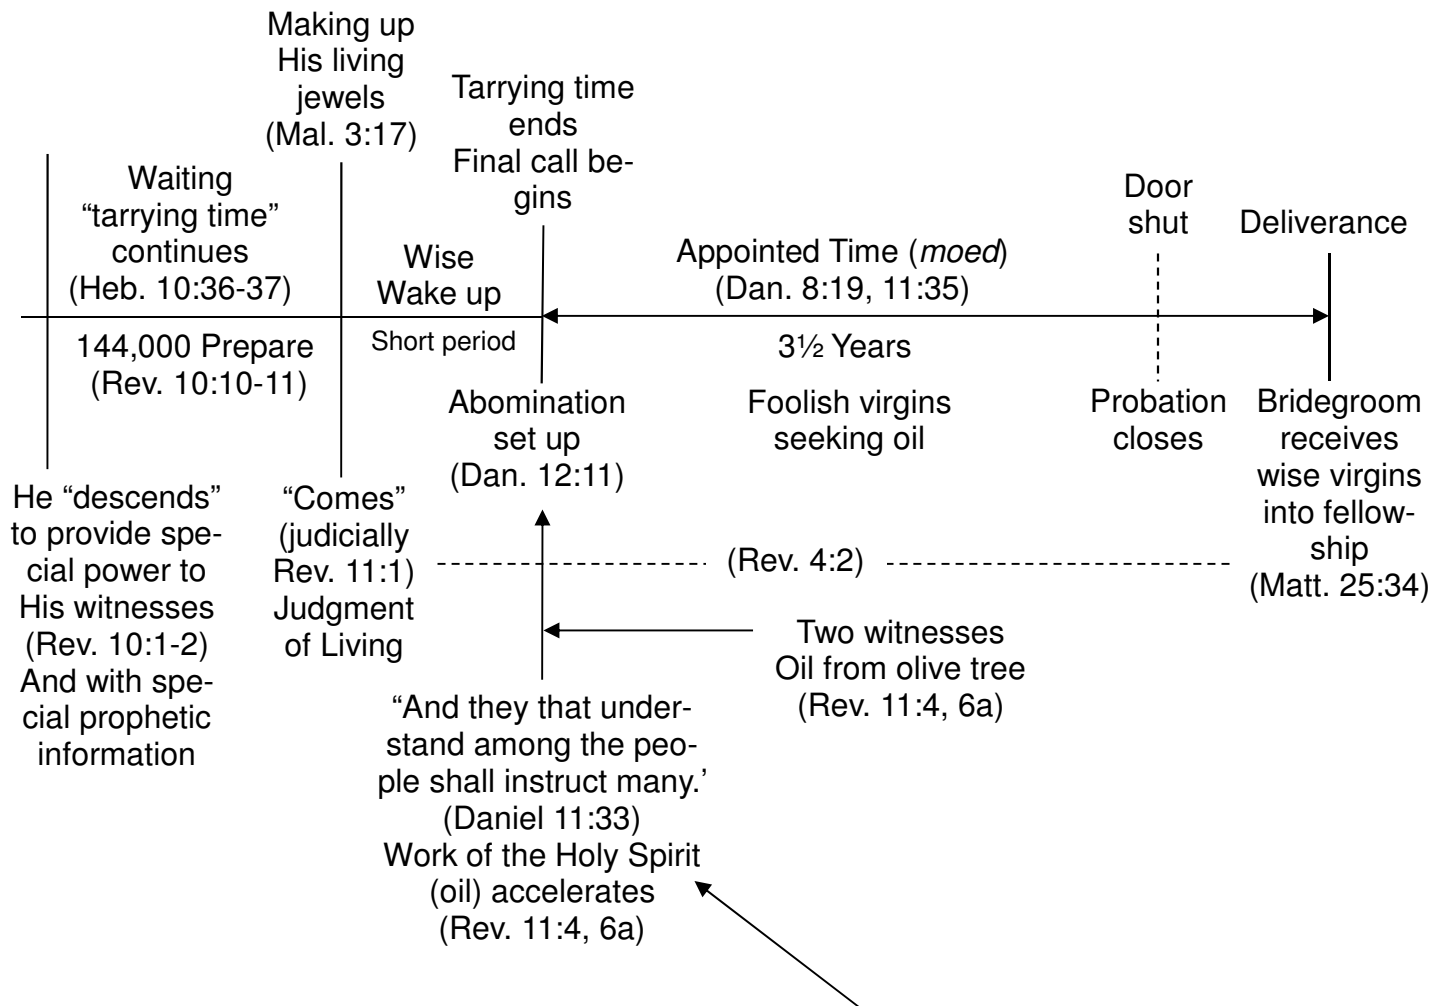 Making up
His living
jewels
(Mal. 3:17)
Tarrying time
ends
Final call be-
gins
Waiting
“tarrying time”
continues
(Heb. 10:36-37)
Wise
Wake up
Appointed Time (moed)
(Dan. 8:19, 11:35)
Door
shut
Deliverance
144,000 Prepare
(Rev. 10:10-11)
Short period
3½ Years
Abomination
set up
(Dan. 12:11)
Foolish virgins
seeking oil
Probation
closes
Bridegroom
receives
wise virgins
into fellow-
ship
(Matt. 25:34)
He “descends”
to provide spe-
cial power to
His witnesses
(Rev. 10:1-2)
And with spe-
cial prophetic
information
“Comes”
(judicially
Rev. 11:1)
Judgment
of Living
(Rev. 4:2)
Two witnesses
Oil from olive tree
(Rev. 11:4, 6a)
“And they that under-
stand among the peo-
ple shall instruct many.’
(Daniel 11:33)
Work of the Holy Spirit
(oil) accelerates
(Rev. 11:4, 6a)